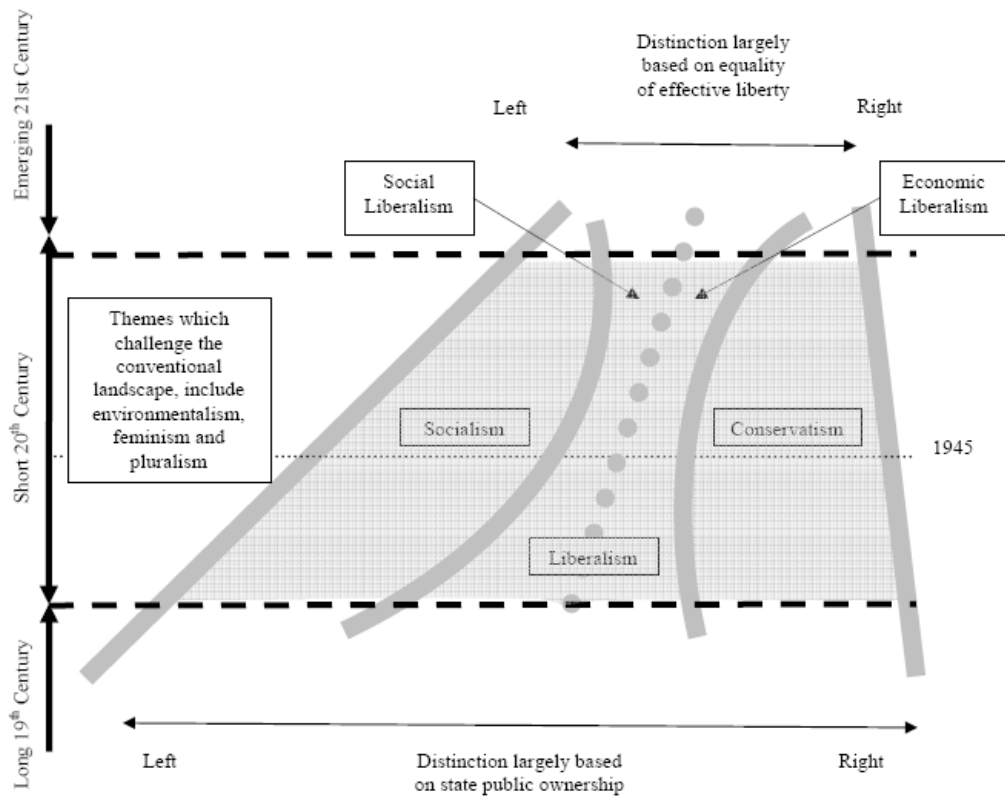 Emerging 21st Century
Distinction largely
based on equality
of effective liberty
Left
Right
Social
Liberalism
Economic
Liberalism
Short 20th Century
Themes which
challenge the
conventional
landscape, include
environmentalism,
feminism and
pluralism
Socialism
Conservatism
1945
Liberalism
Long 19th Century
Left
Distinction largely based
on state public ownership
Right